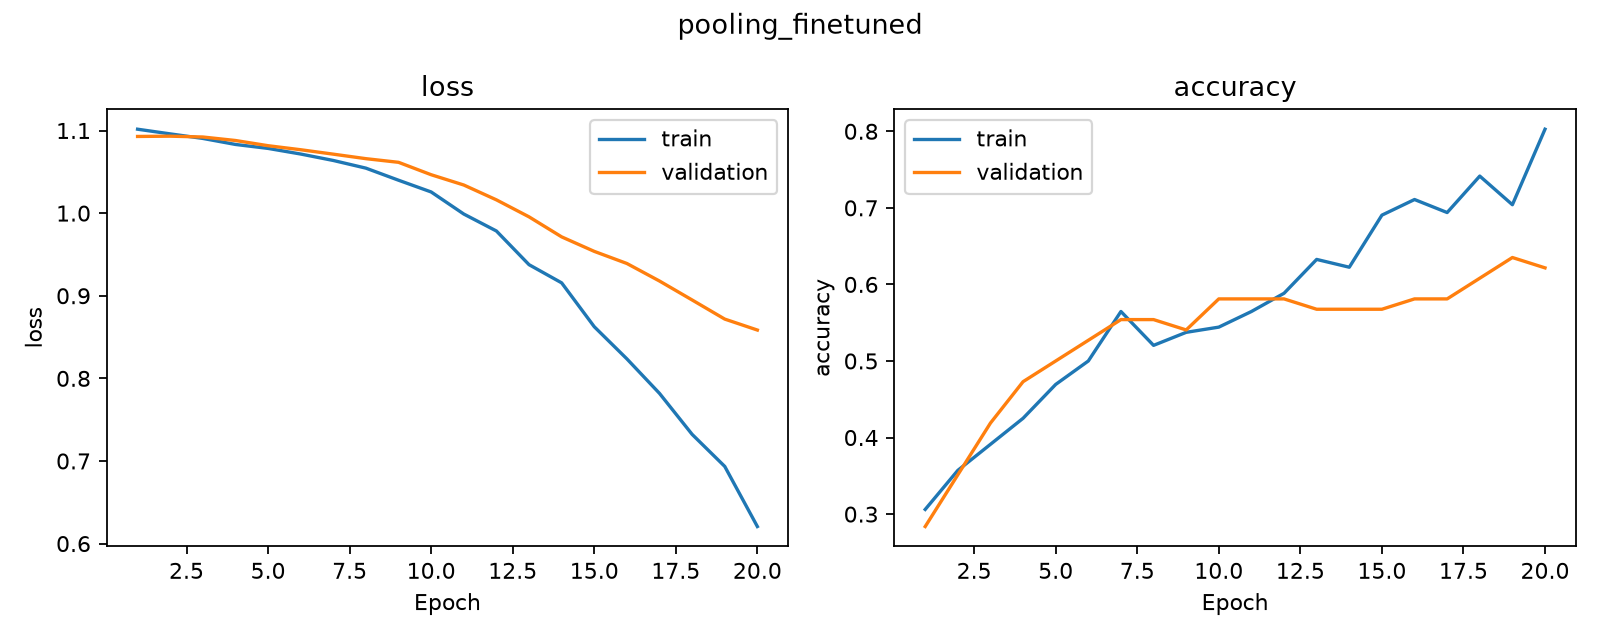 pooling_finetuned
loss
train
validation
1.1
1.0
0.9
0.8
0.7
0.6
loss
2.5 5.0 7.5 10.0 12.5 15.0 17.5 20.0
Epoch
accuracy
train
validation
0.8
0.7
0.6
0.5
0.4
0.3
accuracy
2.5 5.0 7.5 10.0 12.5 15.0 17.5 20.0
Epoch